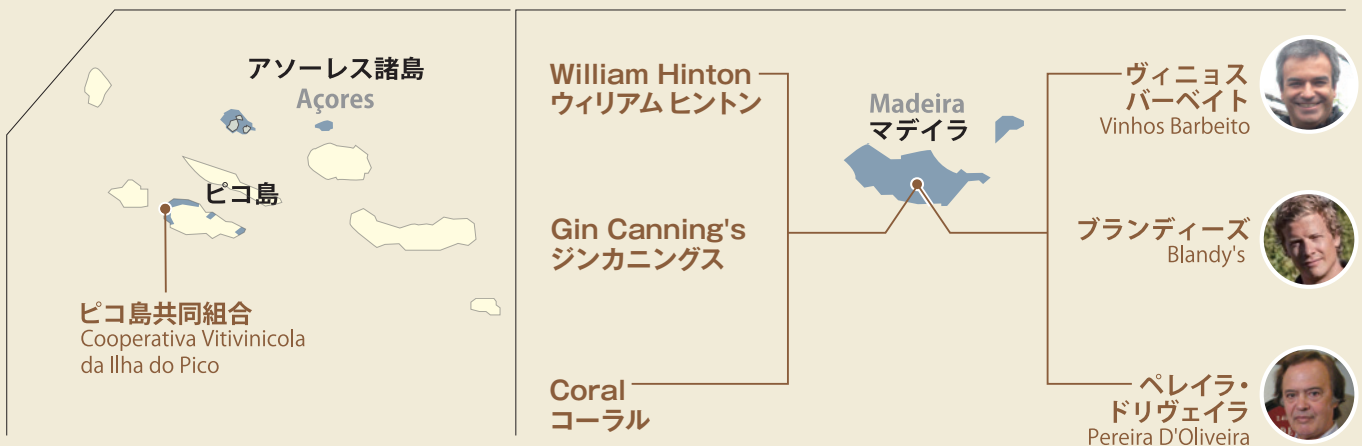 アソーレス諸島
Açores
ピコ島
ピコ島共同組合
Cooperativa Vitivinicola
da Ilha do Pico
William Hinton
ウィリアム ヒントン
Gin Canning's
ジンカニングス
Coral
コーラル
Madeira
マデイラ
ヴィニョス
バーベイト
Vinhos Barbeito
ブランディーズ
Blandy's
ペレイラ・
ドリヴェイラ
Pereira D'Oliveira